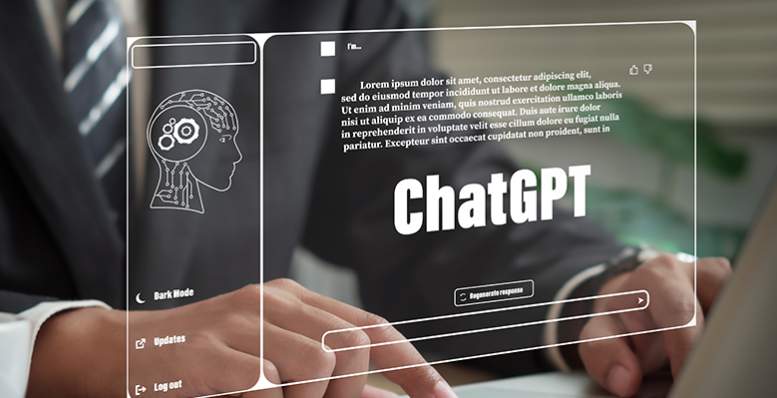 I'm...
Lorem ipsum dolor sit amet, consectetur adipiscing elit,
sed do eiusmod tempor incididunt ut labore et dolore magna aliqua.
Ut enim ad minim veniam, quis nostrud exercitation ullamco laboris
nisi ut aliquip ex ea commodo consequat. Duis aute irure dolor
in reprehenderit in voluptate velit esse cillum dolore eu fugiat nulla
pariatur. Excepteur sint occaecat cupidatat non proident, sunt in
ChatGPT
Regenerate response
Dark Mode
Updates
Log out